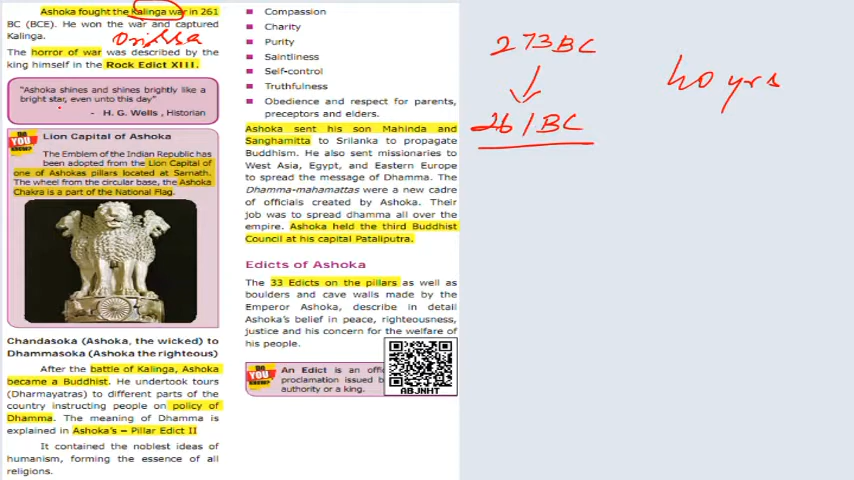 Ashoka fought the Kalinga war in 261
BC (BCE). He won the war and captured
Kalinga.
Orissa
The horror of war was described by the
king himself in the Rock Edict XIII.
"Ashoka shines and shines brightly like a
bright star, even unto this day"
- H. G. Wells , Historian
Do
YOU
KNOW?
Lion Capital of Ashoka
The Emblem of the Indian Republic has
been adopted from the Lion Capital of
one of Ashokas pillars located at Sarnath.
The wheel from the circular base, the Ashoka
Chakra is a part of the National Flag.
Chandasoka (Ashoka, the wicked) to
Dhammasoka (Ashoka the righteous)
After the battle of Kalinga, Ashoka
became a Buddhist. He undertook tours
(Dharmayatras) to different parts of the
country instructing people on policy of
Dhamma. The meaning of Dhamma is
explained in Ashoka's – Pillar Edict II
It contained the noblest ideas of
humanism, forming the essence of all
religions.
■ Compassion
■ Charity
■ Purity
■ Saintliness
■ Self-control
■ Truthfulness
■ Obedience and respect for parents,
preceptors and elders.
Ashoka sent his son Mahinda and
Sanghamitta to Srilanka to propagate
Buddhism. He also sent missionaries to
West Asia, Egypt, and Eastern Europe
to spread the message of Dhamma. The
Dhamma-mahamattas were a new cadre
of officials created by Ashoka. Their
job was to spread dhamma all over the
empire. Ashoka held the third Buddhist
Council at his capital Pataliputra.
Edicts of Ashoka
The 33 Edicts on the pillars as well as
boulders and cave walls made by the
Emperor Ashoka, describe in detail
Ashoka's belief in peace, righteousness,
justice and his concern for the welfare of
his people.
Do
YOU
KNOW?
An Edict is an offi
proclamation issued b
authority or a king.
ABJNHT
273BC
261BC
40 yrs